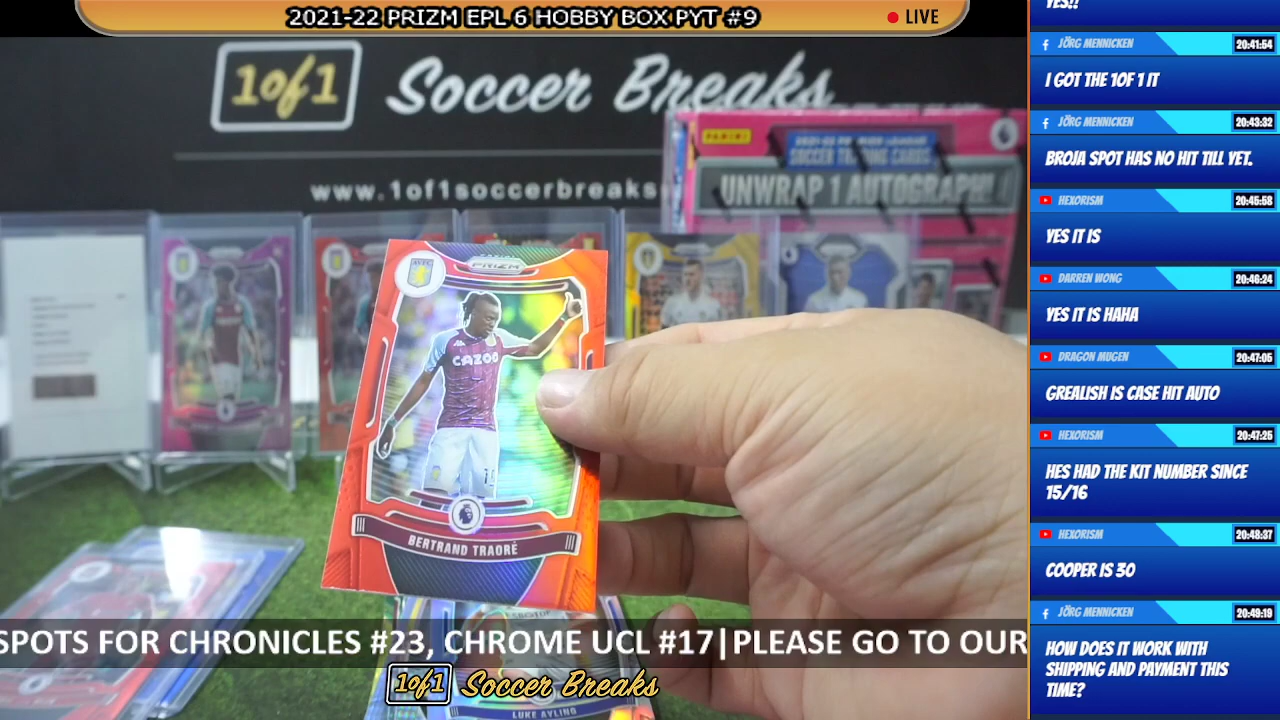 2021-22 PRIZM EPL 6 HOBBY BOX PYT #9
LIVE
1of1 Soccer Breaks
www.1of1soccerbreaks
PANINI
SOCCER TRADING CARDS
UNWRAP 1 AUTOGRAPH!
PRIZM
CAZOO
BERTRAND TRAORÉ
SPOTS FOR CHRONICLES #23, CHROME UCL #17|PLEASE GO TO OUR
1of1 Soccer Breaks
LUKE AYLING
YES!!
JÖRG MENNICKEN 20:41:54
I GOT THE 1OF 1 IT
JÖRG MENNICKEN 20:43:32
BROJA SPOT HAS NO HIT TILL YET.
HEXORISM 20:45:58
YES IT IS
DARREN WONG 20:46:24
YES IT IS HAHA
DRAGON MUGEN 20:47:05
GREALISH IS CASE HIT AUTO
HEXORISM 20:47:25
HES HAD THE KIT NUMBER SINCE
15/16
HEXORISM 20:48:37
COOPER IS 30
JÖRG MENNICKEN 20:49:19
HOW DOES IT WORK WITH
SHIPPING AND PAYMENT THIS
TIME?